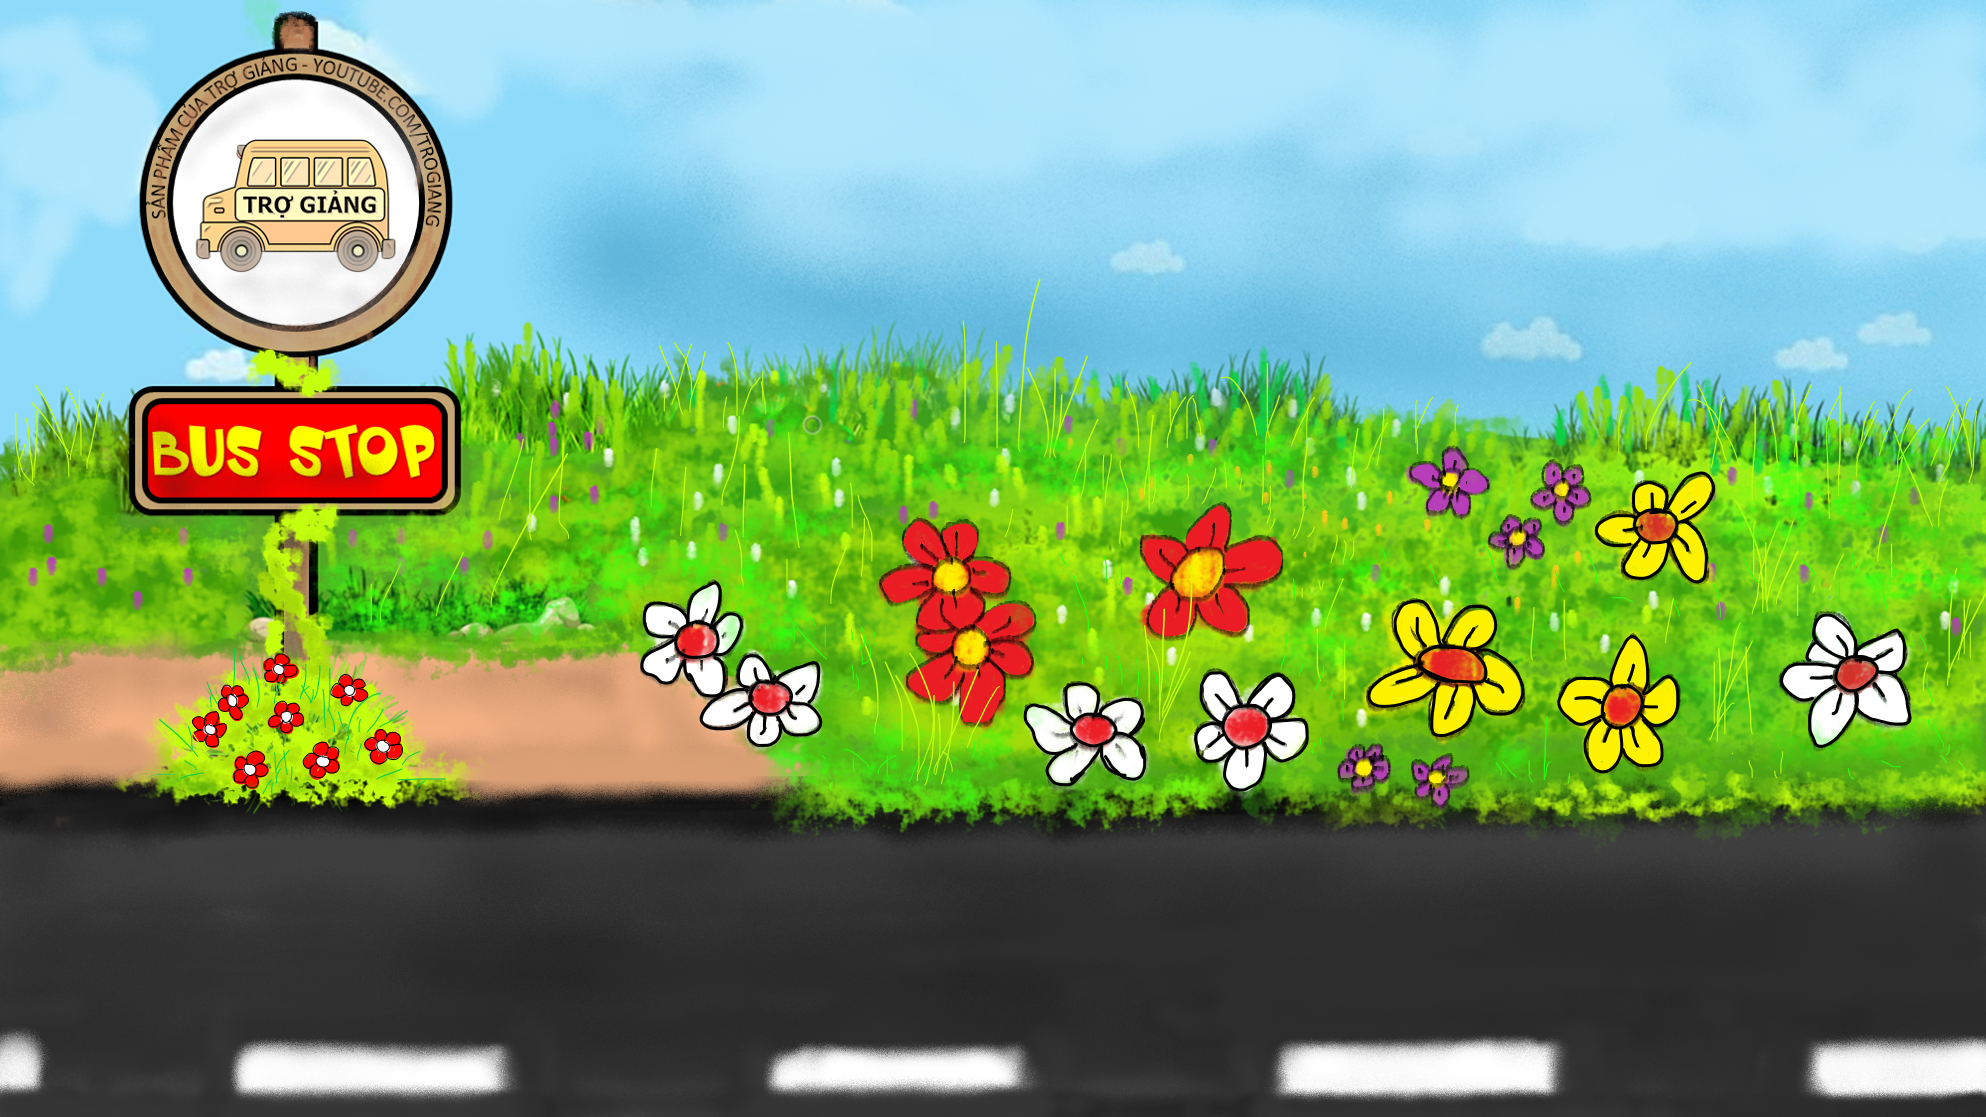 SẢN PHẨM CỦA TRỢ GIẢNG - YOUTUBE.COM/TROGIANG
TRỢ GIẢNG
BUS STOP